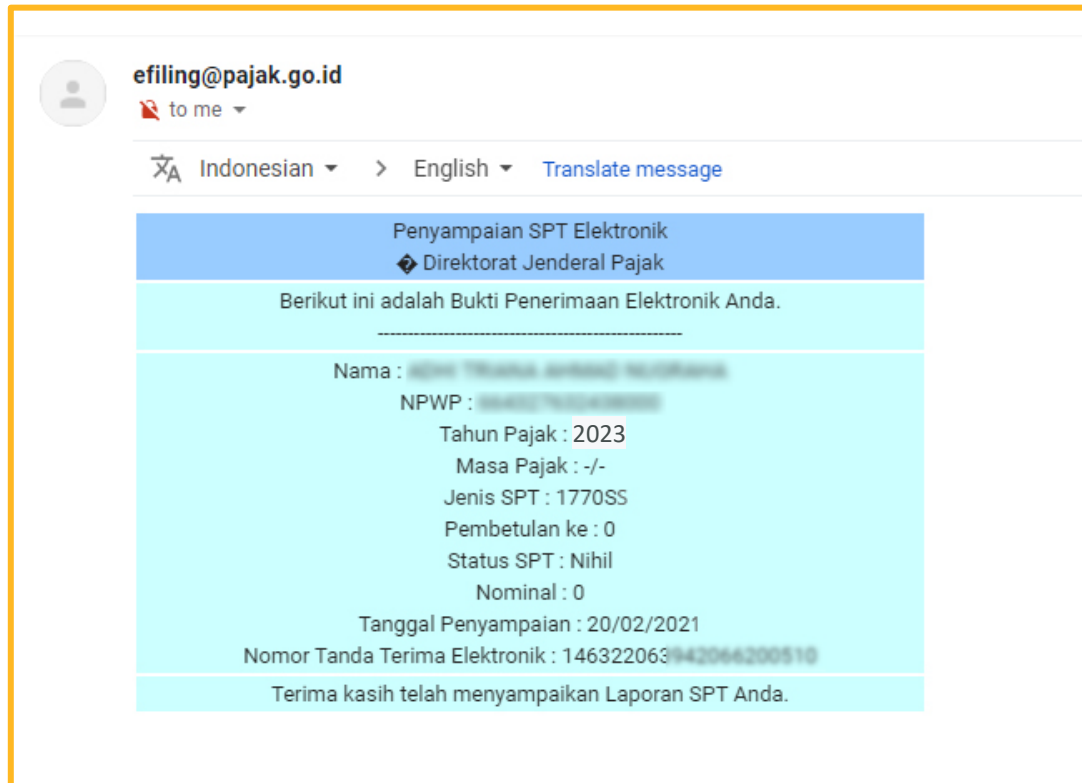 efiling@pajak.go.id
to me
Indonesian > English Translate message
Penyampaian SPT Elektronik
� Direktorat Jenderal Pajak
Berikut ini adalah Bukti Penerimaan Elektronik Anda.
----------------------------------------------------
Nama :
NPWP :
Tahun Pajak : 2023
Masa Pajak : -/-
Jenis SPT : 1770SS
Pembetulan ke : 0
Status SPT : Nihil
Nominal : 0
Tanggal Penyampaian : 20/02/2021
Nomor Tanda Terima Elektronik :
Terima kasih telah menyampaikan Laporan SPT Anda.